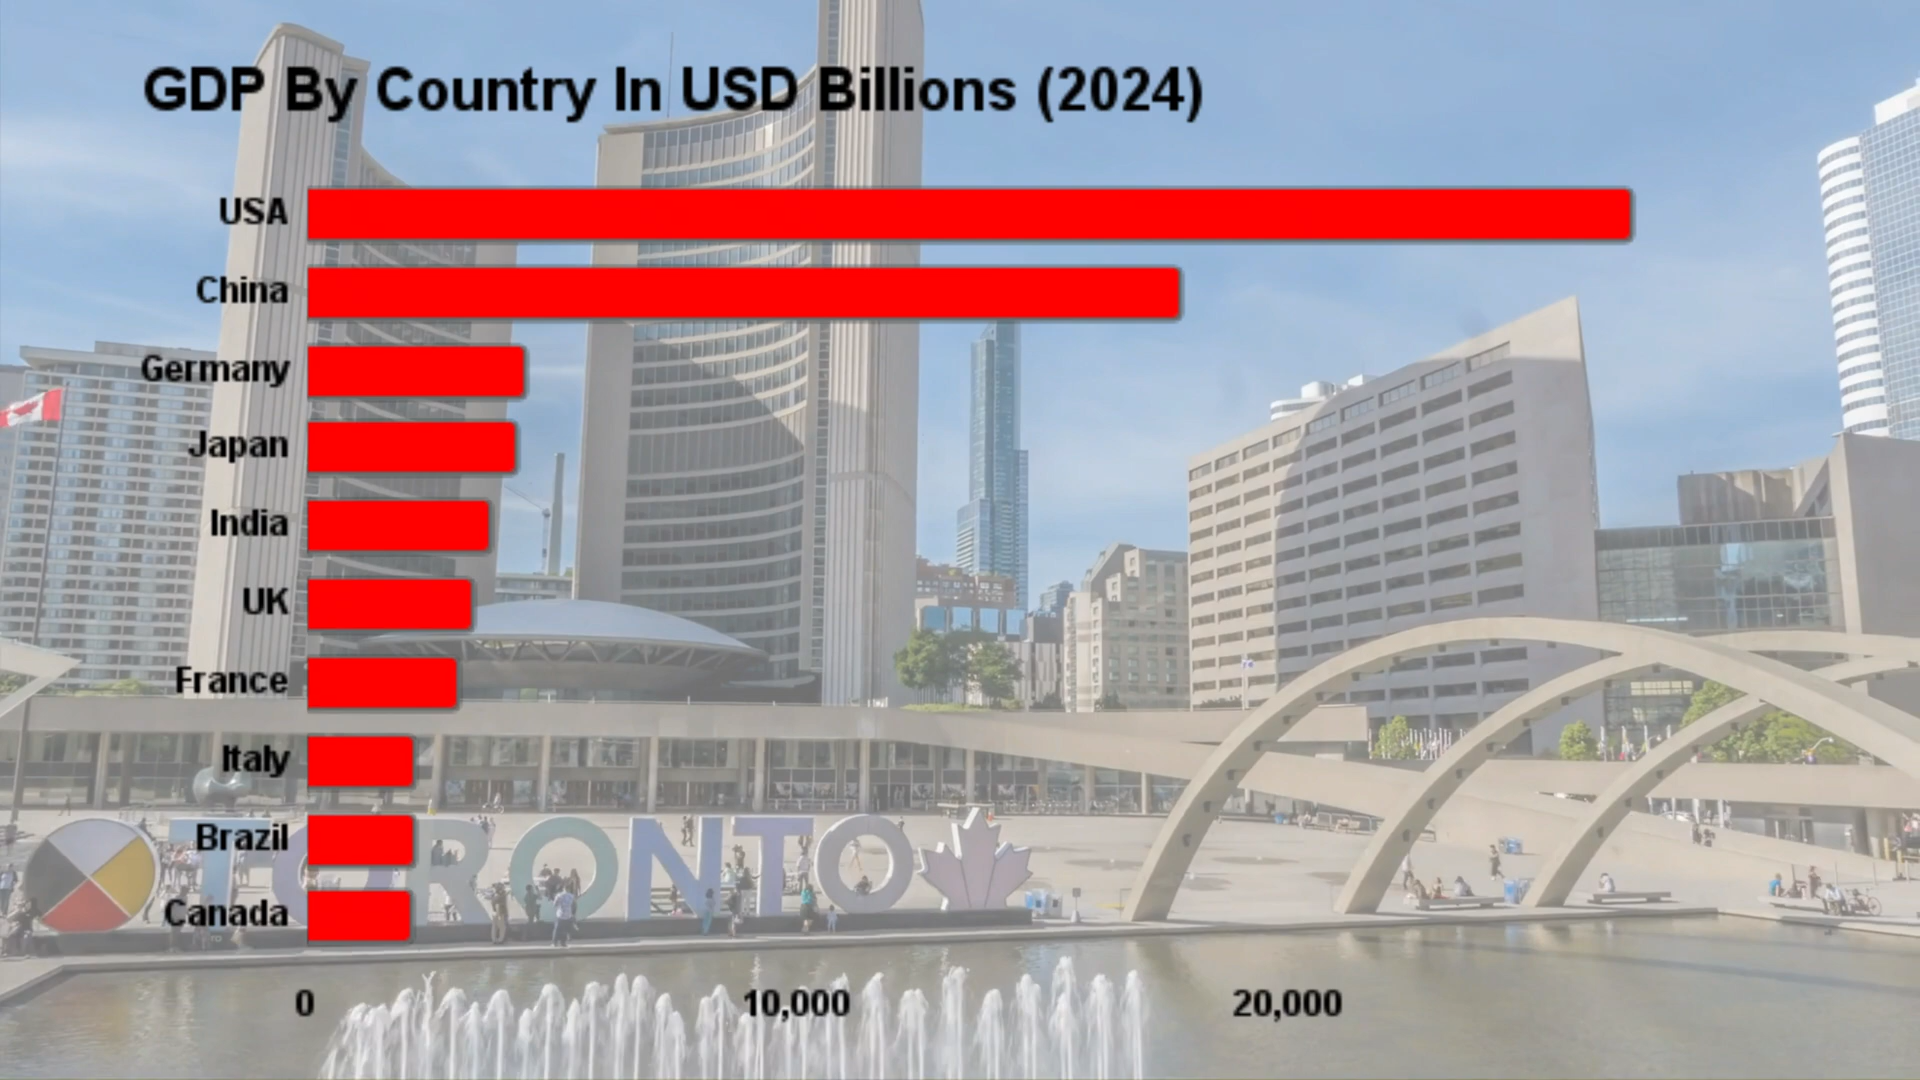 GDP By Country In USD Billions (2024)
USA
China
Germany
Japan
India
UK
France
Italy
Brazil
Canada
TORONTO
0 10,000 20,000